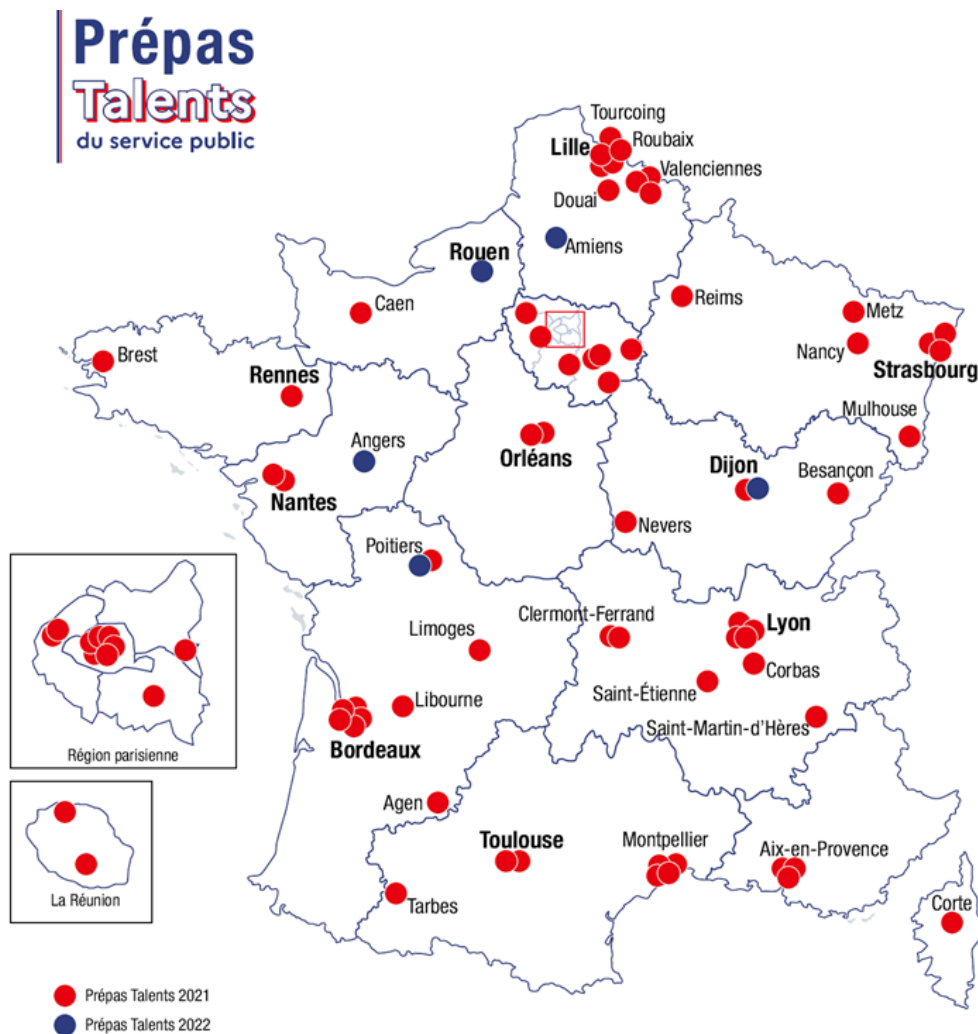 Prépas
Talents
du service public
Tourcoing
Roubaix
Lille
Valenciennes
Douai
Amiens
Rouen
Caen
Reims
Metz
Nancy
Strasbourg
Brest
Rennes
Mulhouse
Angers
Orléans
Dijon
Besançon
Nantes
Nevers
Poitiers
Clermont-Ferrand
Lyon
Limoges
Corbas
Saint-Étienne
Libourne
Saint-Martin-d'Hères
Bordeaux
Région parisienne
Agen
Toulouse
Montpellier
Aix-en-Provence
La Réunion
Tarbes
Corte
Prépas Talents 2021
Prépas Talents 2022